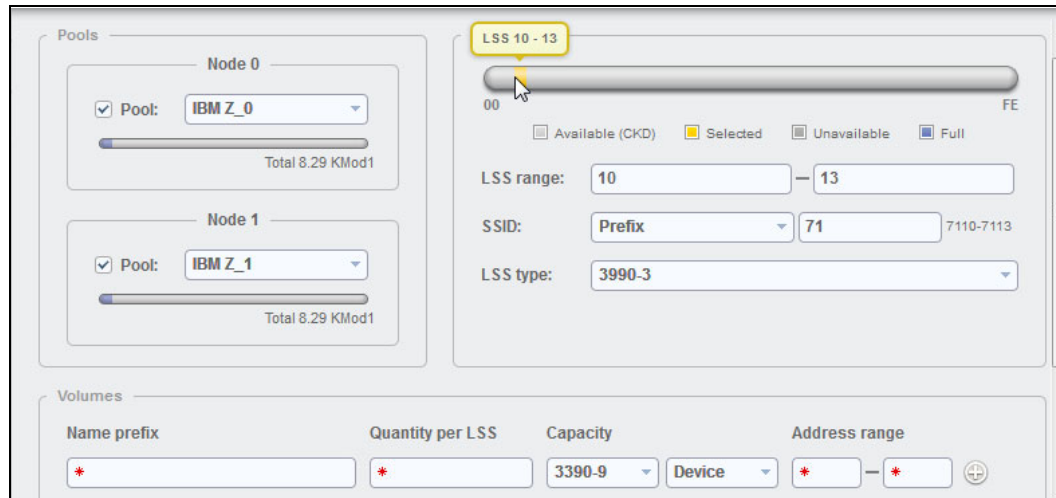 Pools
Node 0
Pool: IBM Z_0
Total 8.29 KMod1
Node 1
Pool: IBM Z_1
Total 8.29 KMod1
LSS 10 - 13
00 FE
Available (CKD) Selected Unavailable Full
LSS range: 10 — 13
SSID: Prefix 71 7110-7113
LSS type: 3990-3
Volumes
Name prefix Quantity per LSS Capacity Address range
* * 3390-9 Device * — *